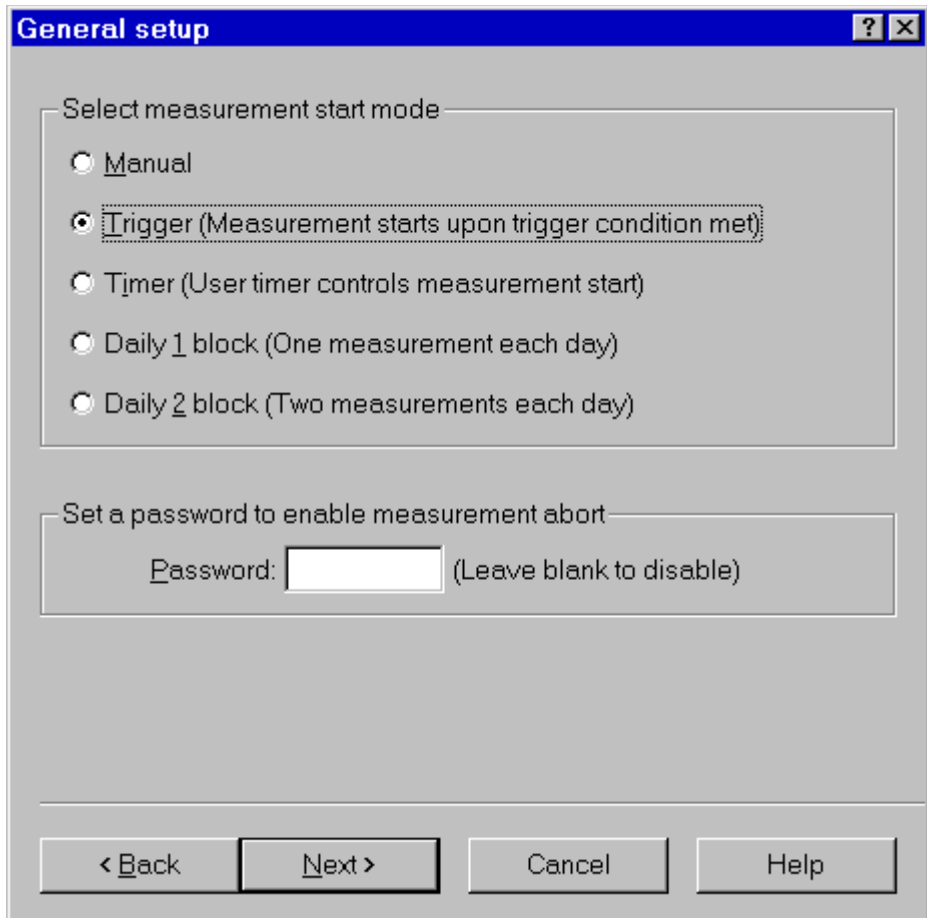 General setup
Select measurement start mode
Manual
Trigger (Measurement starts upon trigger condition met)
Timer (User timer controls measurement start)
Daily 1 block (One measurement each day)
Daily 2 block (Two measurements each day)
Set a password to enable measurement abort
Password: (Leave blank to disable)
< Back Next > Cancel Help